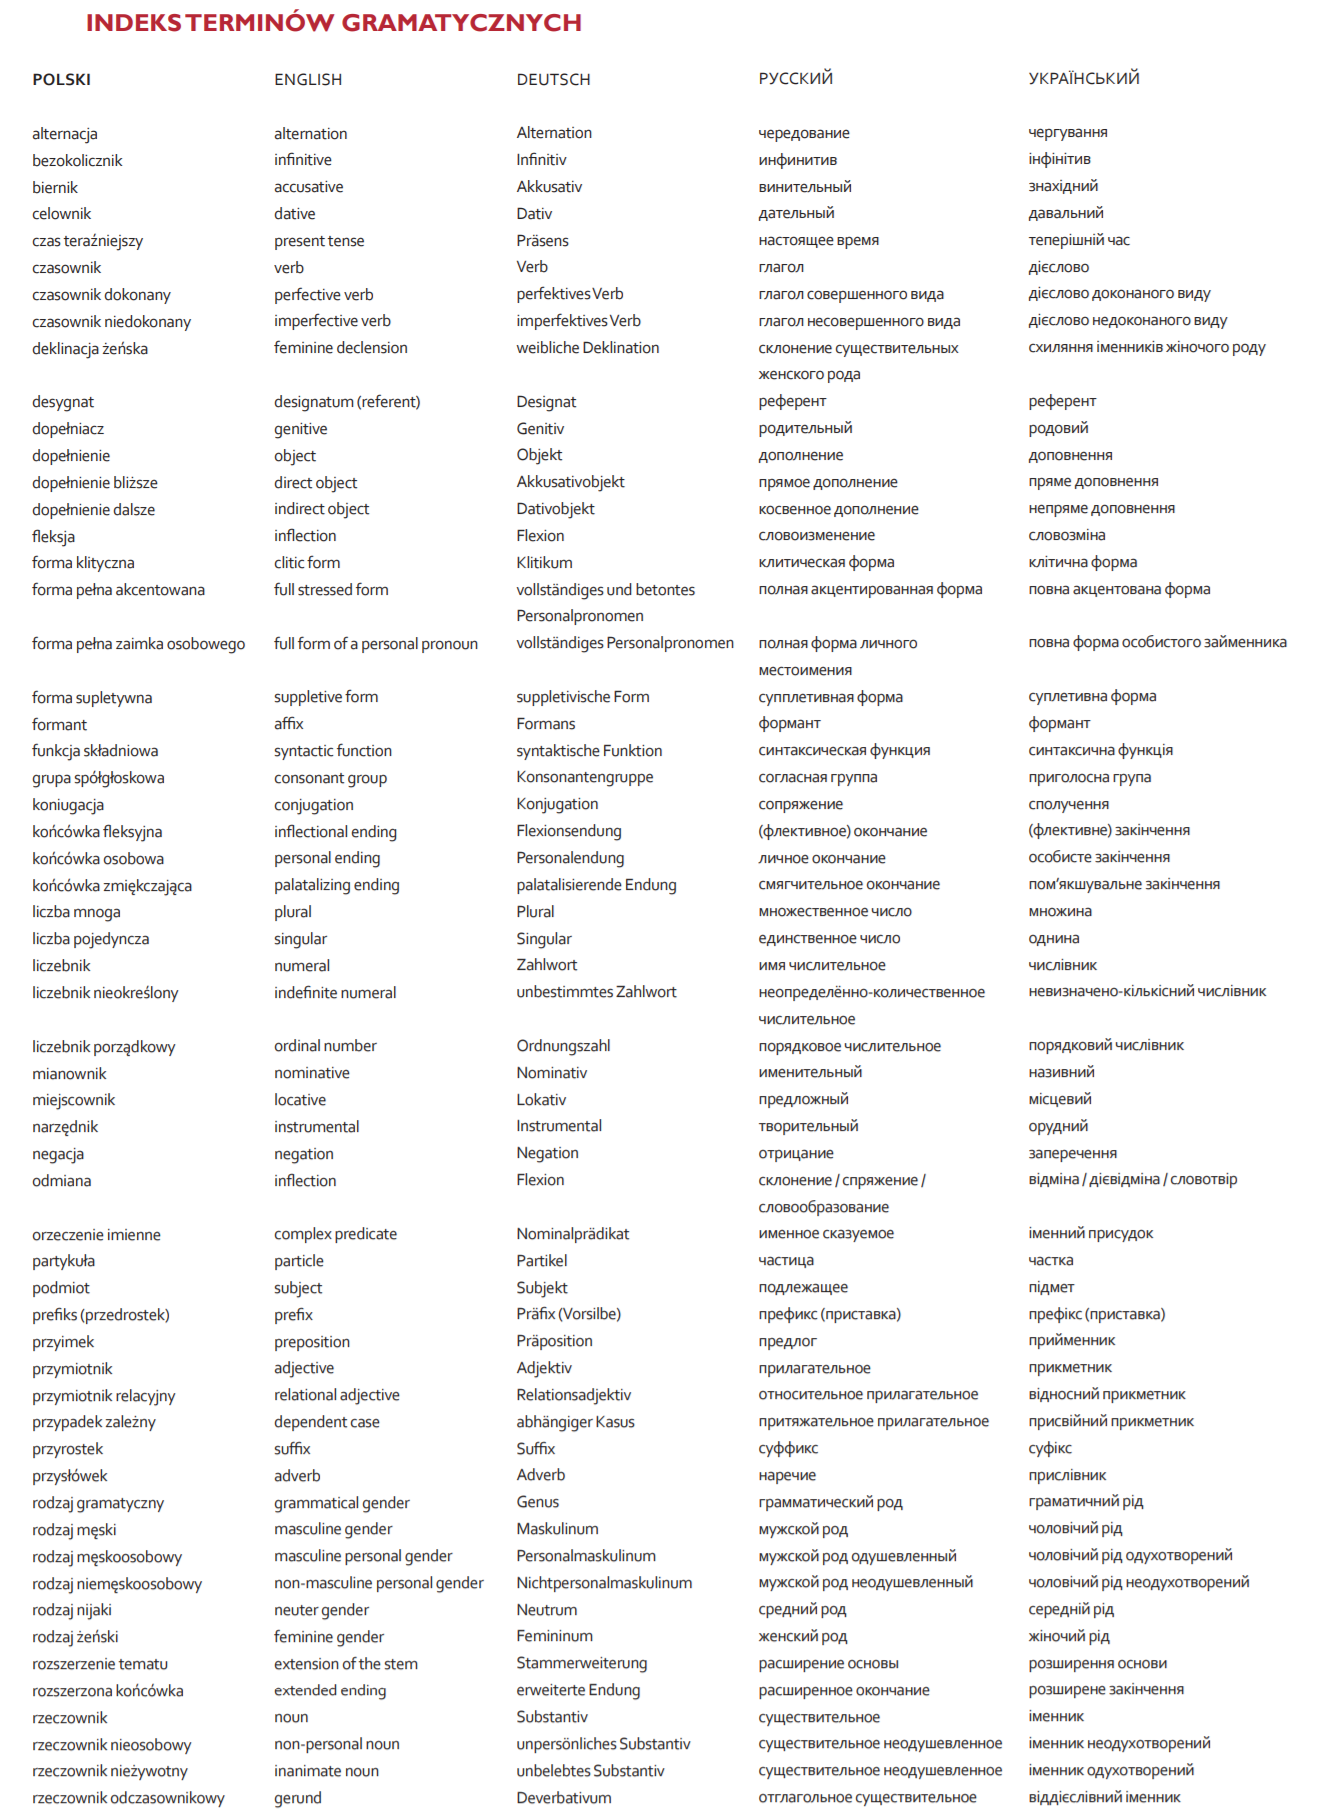 INDEKS TERMINÓW GRAMATYCZNYCH
POLSKI ENGLISH DEUTSCH РУССКИЙ УКРАЇНСЬКИЙ
alternacja alternation Alternation чередование чергування
bezokolicznik infinitive Infinitiv инфинитив інфінітив
biernik accusative Akkusativ винительный знахідний
celownik dative Dativ дательный давальний
czas teraźniejszy present tense Präsens настоящее время теперішній час
czasownik verb Verb глагол дієслово
czasownik dokonany perfective verb perfektives Verb глагол совершенного вида дієслово доконаного виду
czasownik niedokonany imperfective verb imperfektives Verb глагол несовершенного вида дієслово недоконаного виду
deklinacja żeńska feminine declension weibliche Deklination склонение существительных схиляння іменників жіночого роду
женского рода
desygnat designatum (referent) Designat референт референт
dopełniacz genitive Genitiv родительный родовий
dopełnienie object Objekt дополнение доповнення
dopełnienie bliższe direct object Akkusativobjekt прямое дополнение пряме доповнення
dopełnienie dalsze indirect object Dativobjekt косвенное дополнение непряме доповнення
fleksja inflection Flexion словоизменение словозміна
forma klityczna clitic form Klitikum клитическая форма клітична форма
forma pełna akcentowana full stressed form vollständiges und betontes полная акцентированная форма повна акцентована форма
Personalpronomen
forma pełna zaimka osobowego full form of a personal pronoun vollständiges Personalpronomen полная форма личного повна форма особистого займенника
местоимения
forma supletywna suppletive form suppletivische Form супплетивная форма суплетивна форма
formant affix Formans формант формант
funkcja składniowa syntactic function syntaktische Funktion синтаксическая функция синтаксична функція
grupa spółgłoskowa consonant group Konsonantengruppe согласная группа приголосна група
koniugacja conjugation Konjugation сопряжение сполучення
końcówka fleksyjna inflectional ending Flexionsendung (флективное) окончание (флективне) закінчення
końcówka osobowa personal ending Personalendung личное окончание особисте закінчення
końcówka zmiękczająca palatalizing ending palatalisierende Endung смягчительное окончание пом’якшувальне закінчення
liczba mnoga plural Plural множественное число множина
liczba pojedyncza singular Singular единственное число однина
liczebnik numeral Zahlwort имя числительное числівник
liczebnik nieokreślony indefinite numeral unbestimmtes Zahlwort неопределённо-количественное невизначено-кількісний числівник
числительное
liczebnik porządkowy ordinal number Ordnungszahl порядковое числительное порядковий числівник
mianownik nominative Nominativ именительный називний
miejscownik locative Lokativ предложный місцевий
narzędnik instrumental Instrumental творительный орудний
negacja negation Negation отрицание заперечення
odmiana inflection Flexion склонение / спряжение / відміна / дієвідміна / словотвір
словообразование
orzeczenie imienne complex predicate Nominalprädikat именное сказуемое іменний присудок
partykuła particle Partikel частица частка
podmiot subject Subjekt подлежащее підмет
prefiks (przedrostek) prefix Präfix (Vorsilbe) префикс (приставка) префікс (приставка)
przyimek preposition Präposition предлог прийменник
przymiotnik adjective Adjektiv прилагательное прикметник
przymiotnik relacyjny relational adjective Relationsadjektiv относительное прилагательное відносний прикметник
przypadek zależny dependent case abhängiger Kasus притяжательное прилагательное присвійний прикметник
przyrostek suffix Suffix суффикс суфікс
przysłówek adverb Adverb наречие прислівник
rodzaj gramatyczny grammatical gender Genus грамматический род граматичний рід
rodzaj męski masculine gender Maskulinum мужской род чоловічий рід
rodzaj męskoosobowy masculine personal gender Personalmaskulinum мужской род одушевленный чоловічий рід одухотворений
rodzaj niemęskoosobowy non-masculine personal gender Nichtpersonalmaskulinum мужской род неодушевленный чоловічий рід неодухотворений
rodzaj nijaki neuter gender Neutrum средний род середній рід
rodzaj żeński feminine gender Femininum женский род жіночий рід
rozszerzenie tematu extension of the stem Stammerweiterung расширение основы розширення основи
rozszerzona końcówka extended ending erweiterte Endung расширенное окончание розширене закінчення
rzeczownik noun Substantiv существительное іменник
rzeczownik nieosobowy non-personal noun unpersönliches Substantiv существительное неодушевленное іменник неодухотворений
rzeczownik nieżywotny inanimate noun unbelebtes Substantiv существительное неодушевленное іменник одухотворений
rzeczownik odczasownikowy gerund Deverbativum отглагольное существительное віддієслівний іменник